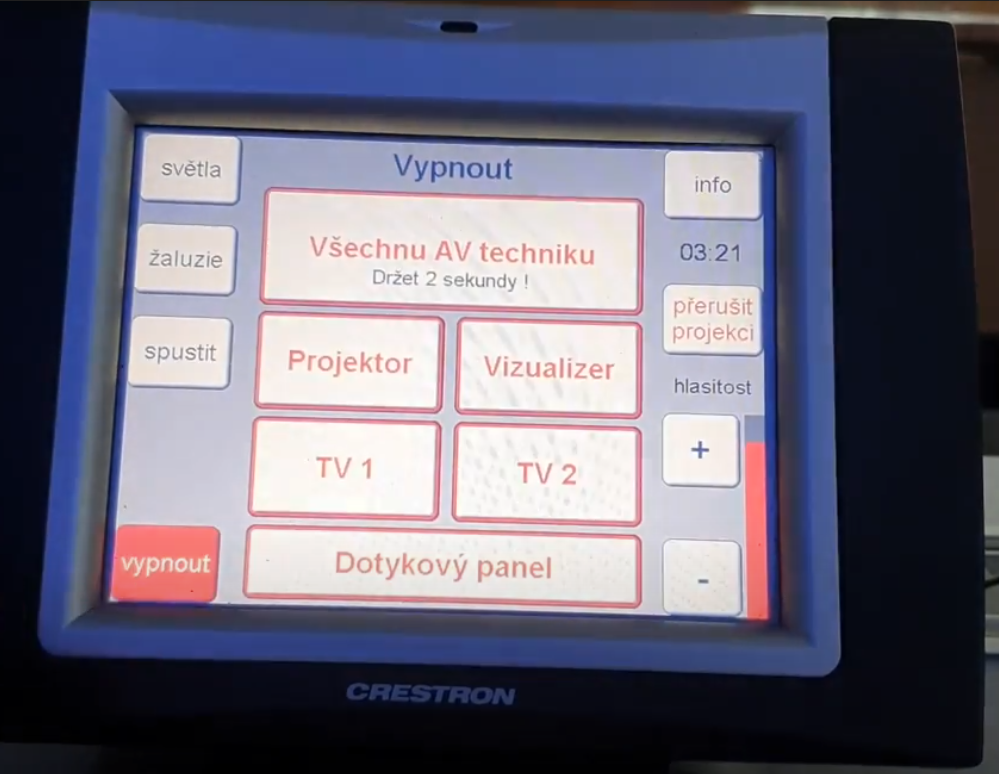 světla
žaluzie
spustit
vypnout
Vypnout
Všechnu AV techniku
Držet 2 sekundy !
Projektor
Vizualizer
TV 1
TV 2
Dotykový panel
info
03:21
přerušit
projekci
hlasitost
+
-
CRESTRON